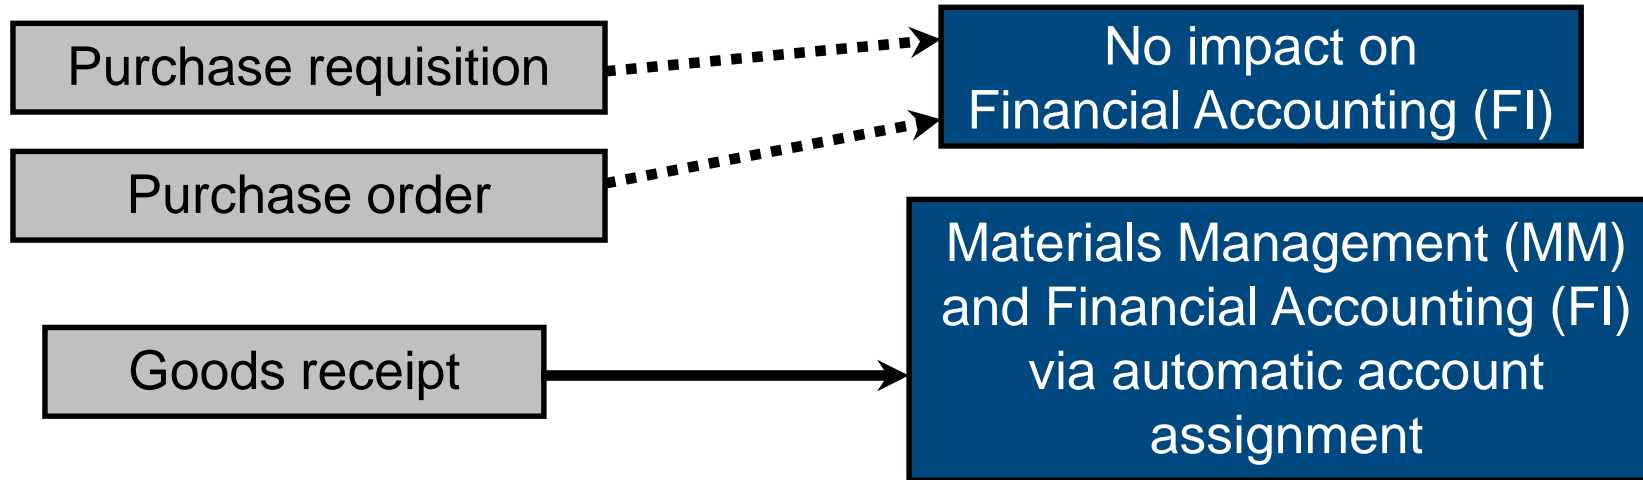 Purchase requisition
No impact on
Financial Accounting (FI)
Purchase order
Materials Management (MM)
and Financial Accounting (FI)
via automatic account
assignment
Goods receipt